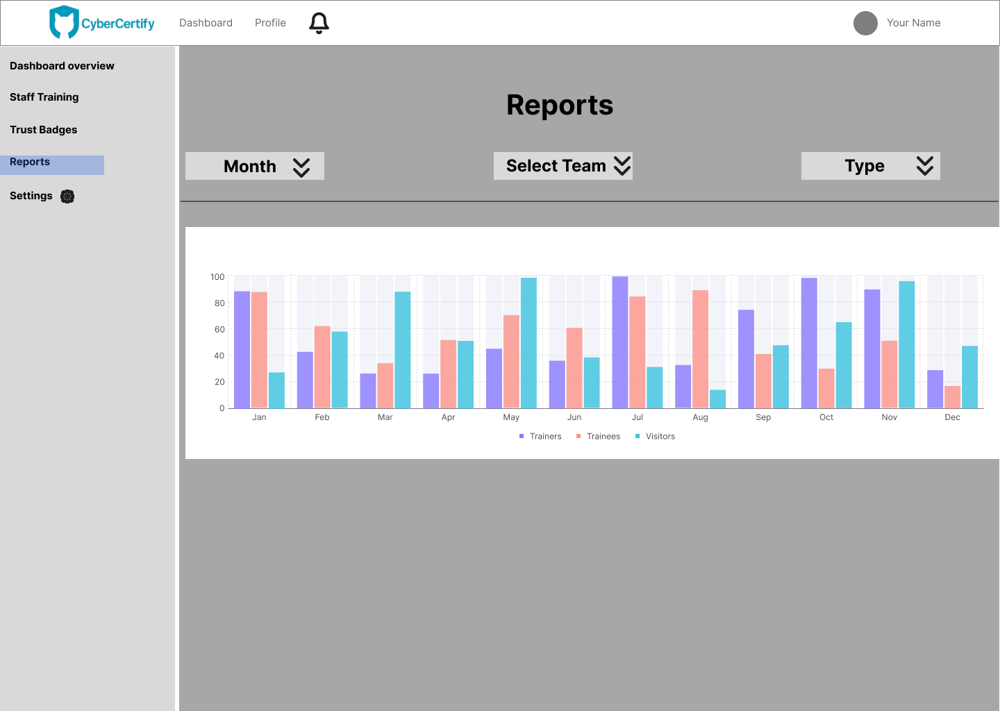 CyberCertify
Dashboard Profile
Your Name
Dashboard overview
Staff Training
Trust Badges
Reports
Settings
Reports
Month
Select Team
Type
100
80
60
40
20
0
Jan Feb Mar Apr May Jun Jul Aug Sep Oct Nov Dec
Trainers Trainees Visitors